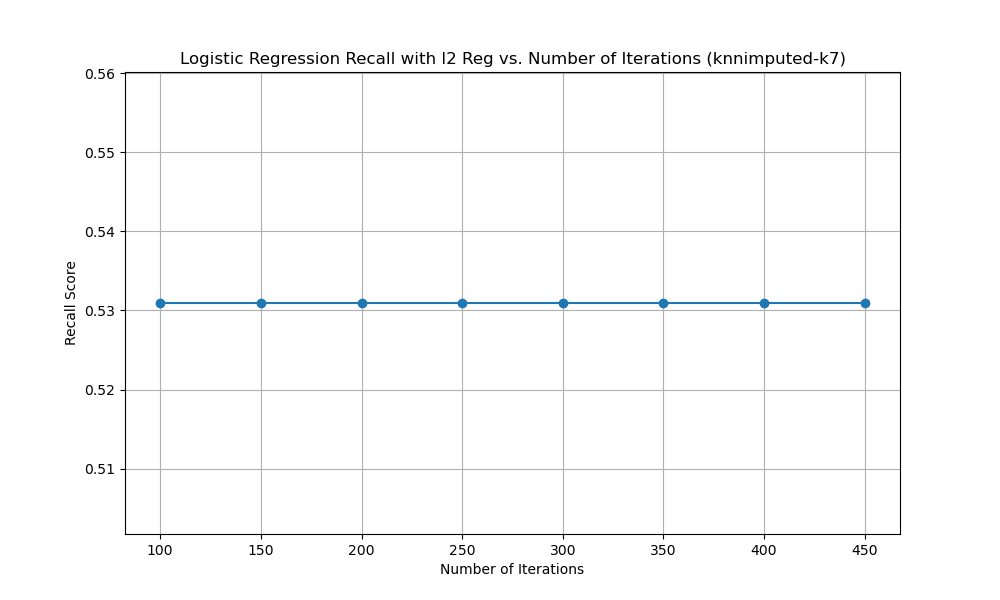 Logistic Regression Recall with l2 Reg vs. Number of Iterations (knnimputed-k7)
0.56
0.55
0.54
0.53
0.52
0.51
Recall Score
100 150 200 250 300 350 400 450
Number of Iterations